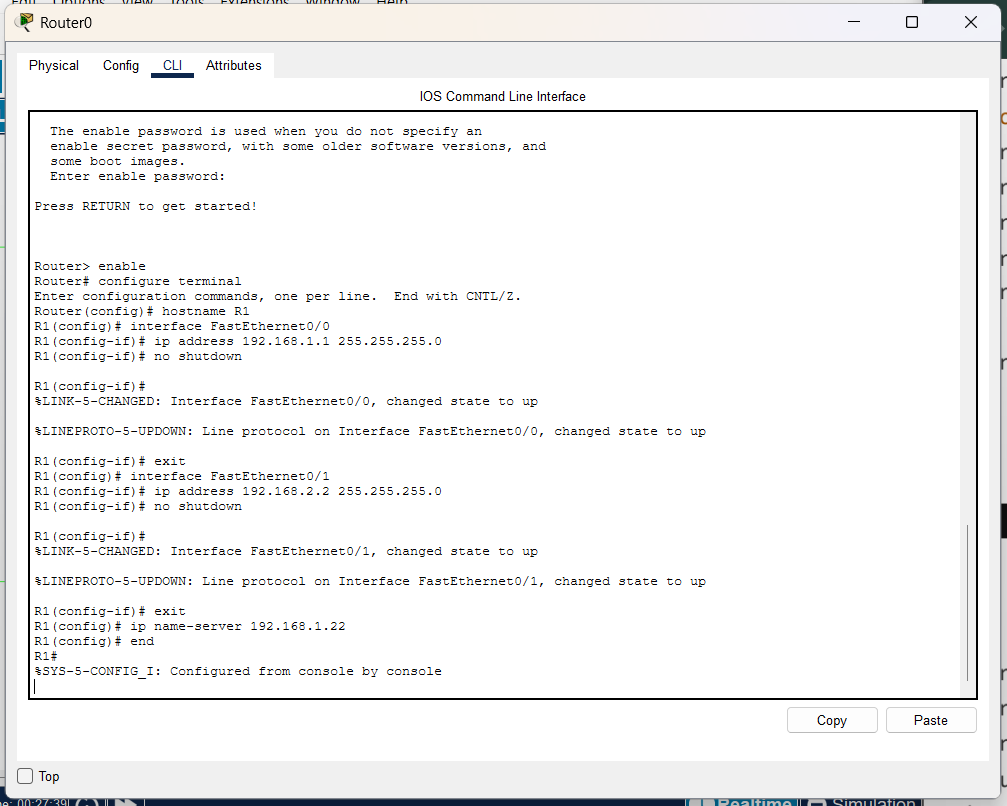 Edit Options View Tools Extensions Window Help
Router0
Physical Config CLI Attributes
IOS Command Line Interface
The enable password is used when you do not specify an
enable secret password, with some older software versions, and
some boot images.
Enter enable password:
Press RETURN to get started!
Router> enable
Router# configure terminal
Enter configuration commands, one per line.  End with CNTL/Z.
Router(config)# hostname R1
R1(config)# interface FastEthernet0/0
R1(config-if)# ip address 192.168.1.1 255.255.255.0
R1(config-if)# no shutdown
R1(config-if)#
%LINK-5-CHANGED: Interface FastEthernet0/0, changed state to up
%LINEPROTO-5-UPDOWN: Line protocol on Interface FastEthernet0/0, changed state to up
R1(config-if)# exit
R1(config)# interface FastEthernet0/1
R1(config-if)# ip address 192.168.2.2 255.255.255.0
R1(config-if)# no shutdown
R1(config-if)#
%LINK-5-CHANGED: Interface FastEthernet0/1, changed state to up
%LINEPROTO-5-UPDOWN: Line protocol on Interface FastEthernet0/1, changed state to up
R1(config-if)# exit
R1(config)# ip name-server 192.168.1.22
R1(config)# end
R1#
%SYS-5-CONFIG_I: Configured from console by console
Copy Paste
Top
00:27:39 Realtime Simulation